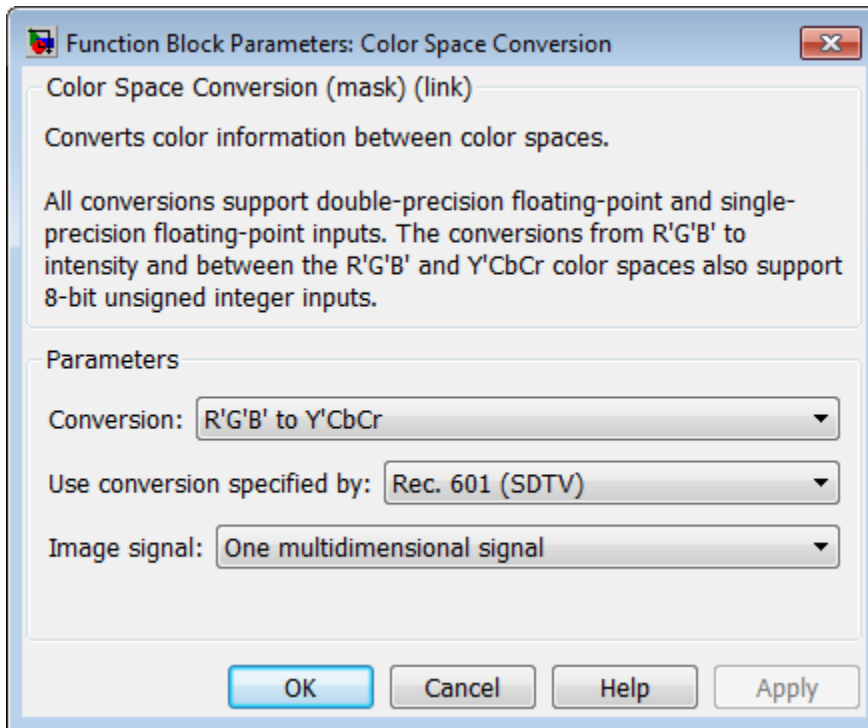 Function Block Parameters: Color Space Conversion
Color Space Conversion (mask) (link)
Converts color information between color spaces.
All conversions support double-precision floating-point and single-
precision floating-point inputs. The conversions from R'G'B' to
intensity and between the R'G'B' and Y'CbCr color spaces also support
8-bit unsigned integer inputs.
Parameters
Conversion: R'G'B' to Y'CbCr
Use conversion specified by: Rec. 601 (SDTV)
Image signal: One multidimensional signal
OK Cancel Help Apply